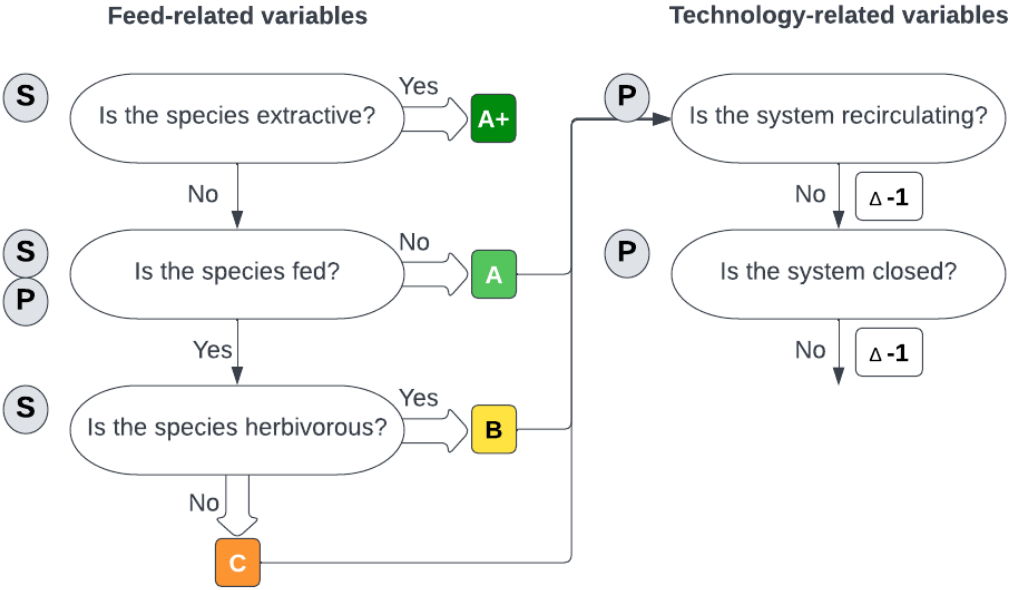 Feed-related variables
Technology-related variables
S
Is the species extractive?
Yes
A+
P
Is the system recirculating?
No
No
Δ -1
S
P
Is the species fed?
No
A
P
Is the system closed?
Yes
No
Δ -1
S
Is the species herbivorous?
Yes
B
No
C